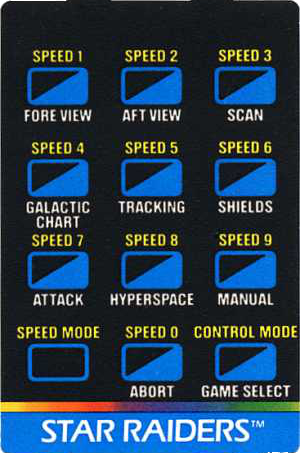 SPEED 1 SPEED 2 SPEED 3
FORE VIEW AFT VIEW SCAN
SPEED 4 SPEED 5 SPEED 6
GALACTIC CHART TRACKING SHIELDS
SPEED 7 SPEED 8 SPEED 9
ATTACK HYPERSPACE MANUAL
SPEED MODE SPEED 0 CONTROL MODE
ABORT GAME SELECT
STAR RAIDERS™